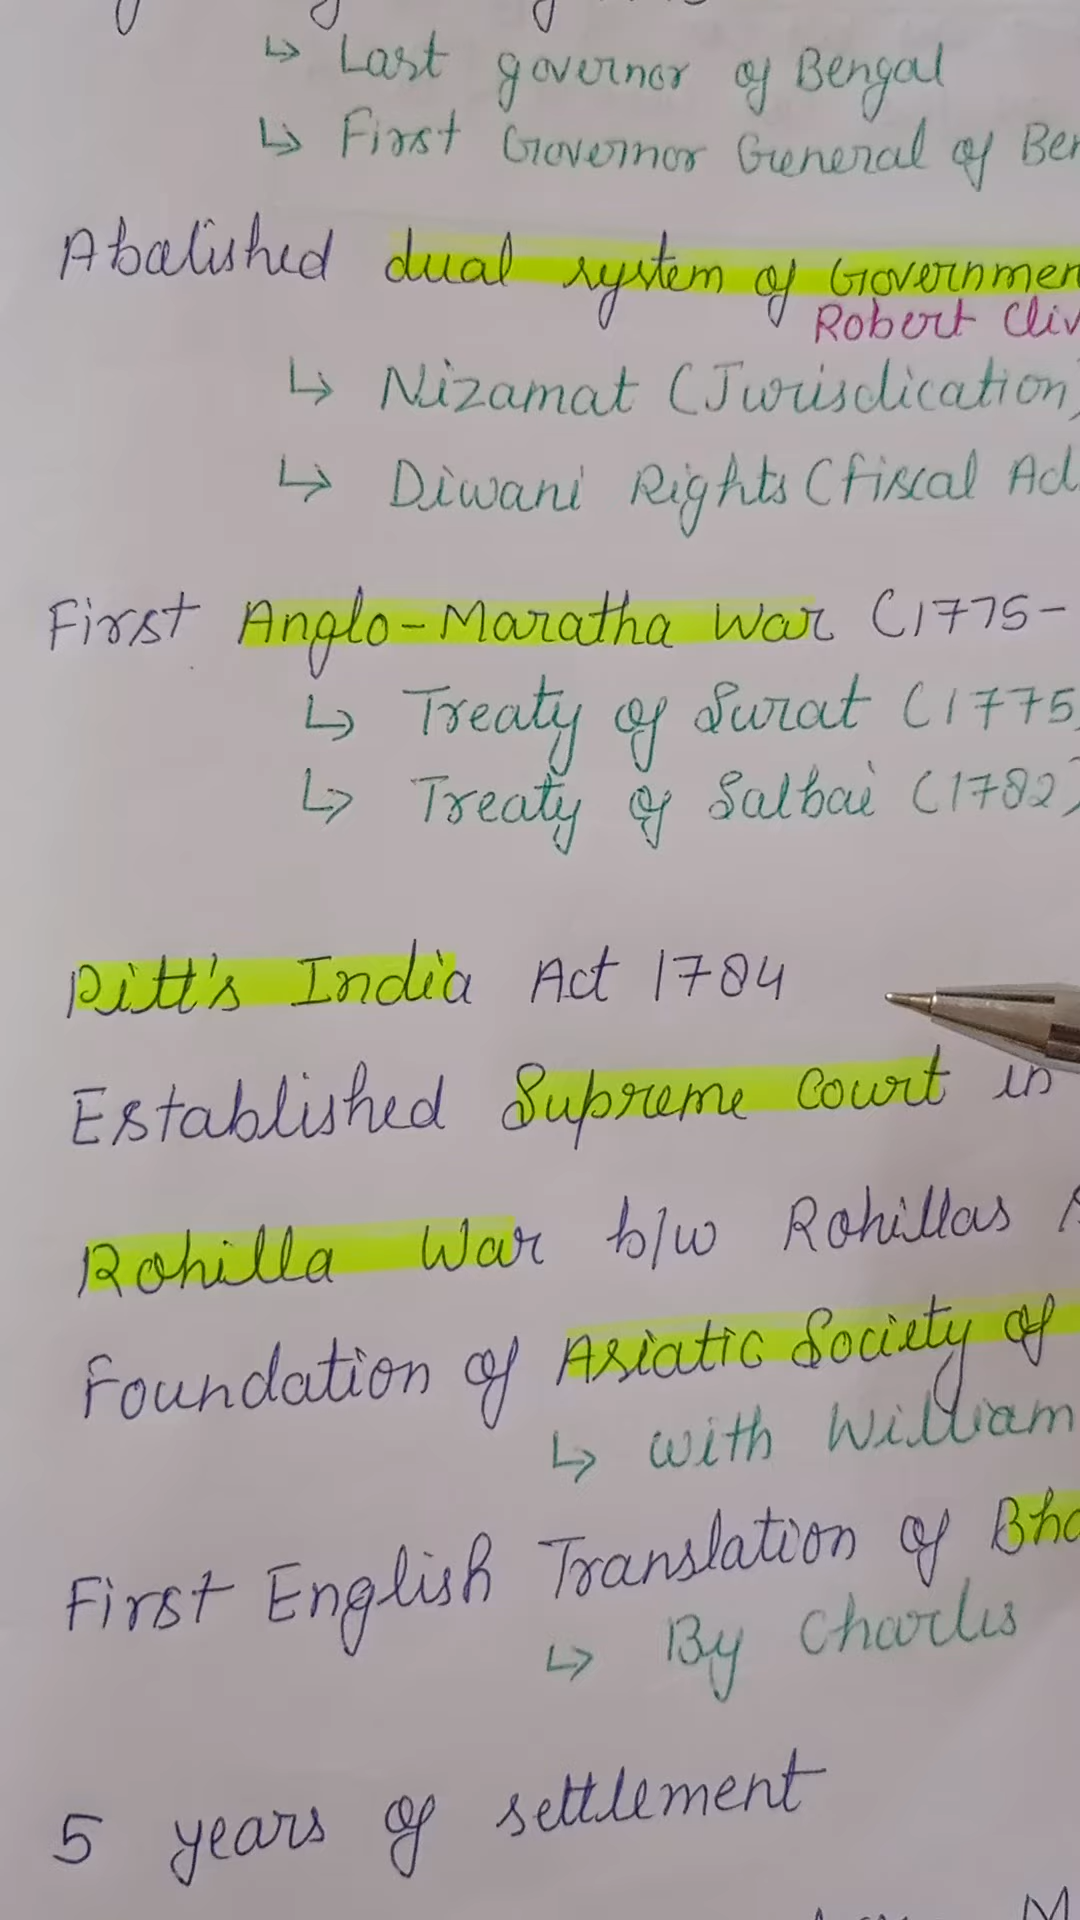 ↳ Last governor of Bengal
↳ First Governor General of Ben
Abalished dual system of Governmen
Robert Cliv
↳ Nizamat (Jurisdication)
↳ Diwani Rights (fiscal Ad
First Anglo-Maratha War (1775-
↳ Treaty of Surat (1775)
↳ Treaty of Salbai (1782)
Pitt's India Act 1784
Established Supreme Court in
Rohilla War b/w Rohillas
Foundation of Asiatic Society of
↳ with William
First English Translation of Bha
↳ By Charles
5 years of settlement